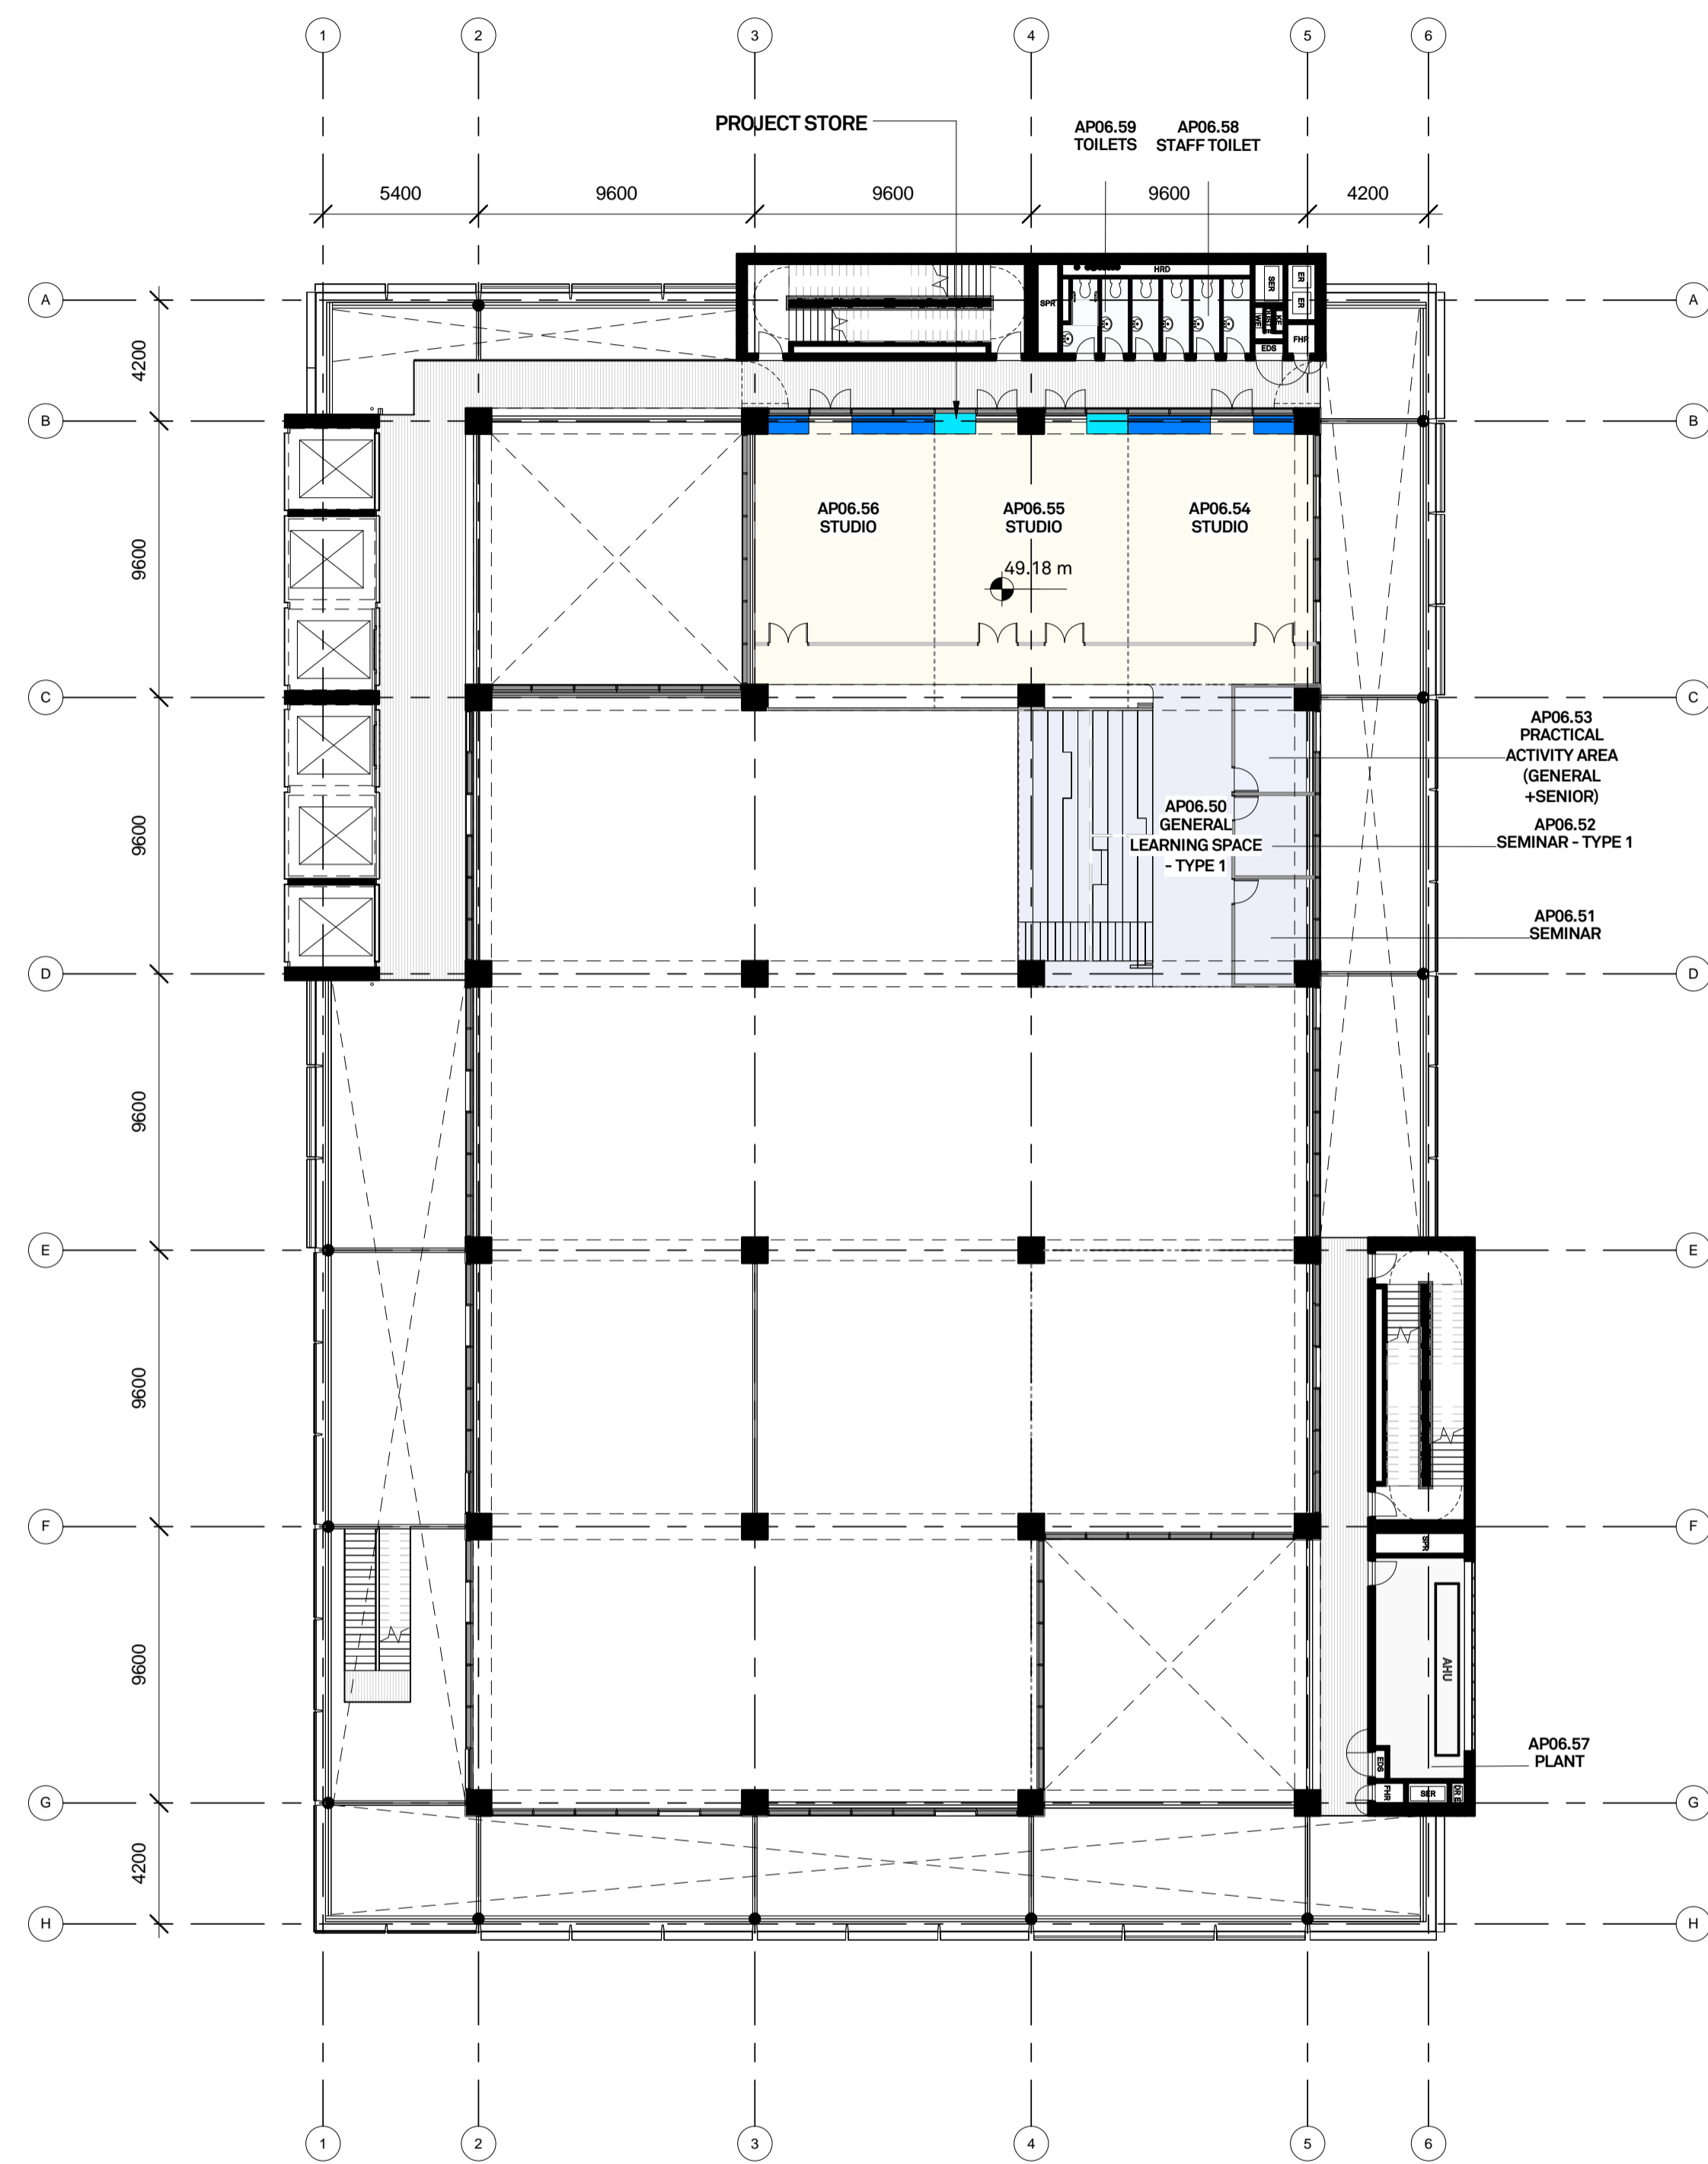 1 2 3 4 5 6
PROJECT STORE
AP06.59
TOILETS
AP06.58
STAFF TOILET
5400 9600 9600 9600 4200
HRD
SPR
SER
ER
ER
EDS
FHR
A A
4200
B B
AP06.56
STUDIO
AP06.55
STUDIO
AP06.54
STUDIO
9600
49.18 m
C C
AP06.53
PRACTICAL
ACTIVITY AREA
(GENERAL
+SENIOR)
AP06.50
GENERAL
LEARNING SPACE
- TYPE 1
9600
AP06.52
SEMINAR - TYPE 1
AP06.51
SEMINAR
D D
9600
E E
9600
F F
SPR
9600
AHU
AP06.57
PLANT
EDS
FHR
SER
G G
4200
H H
1 2 3 4 5 6